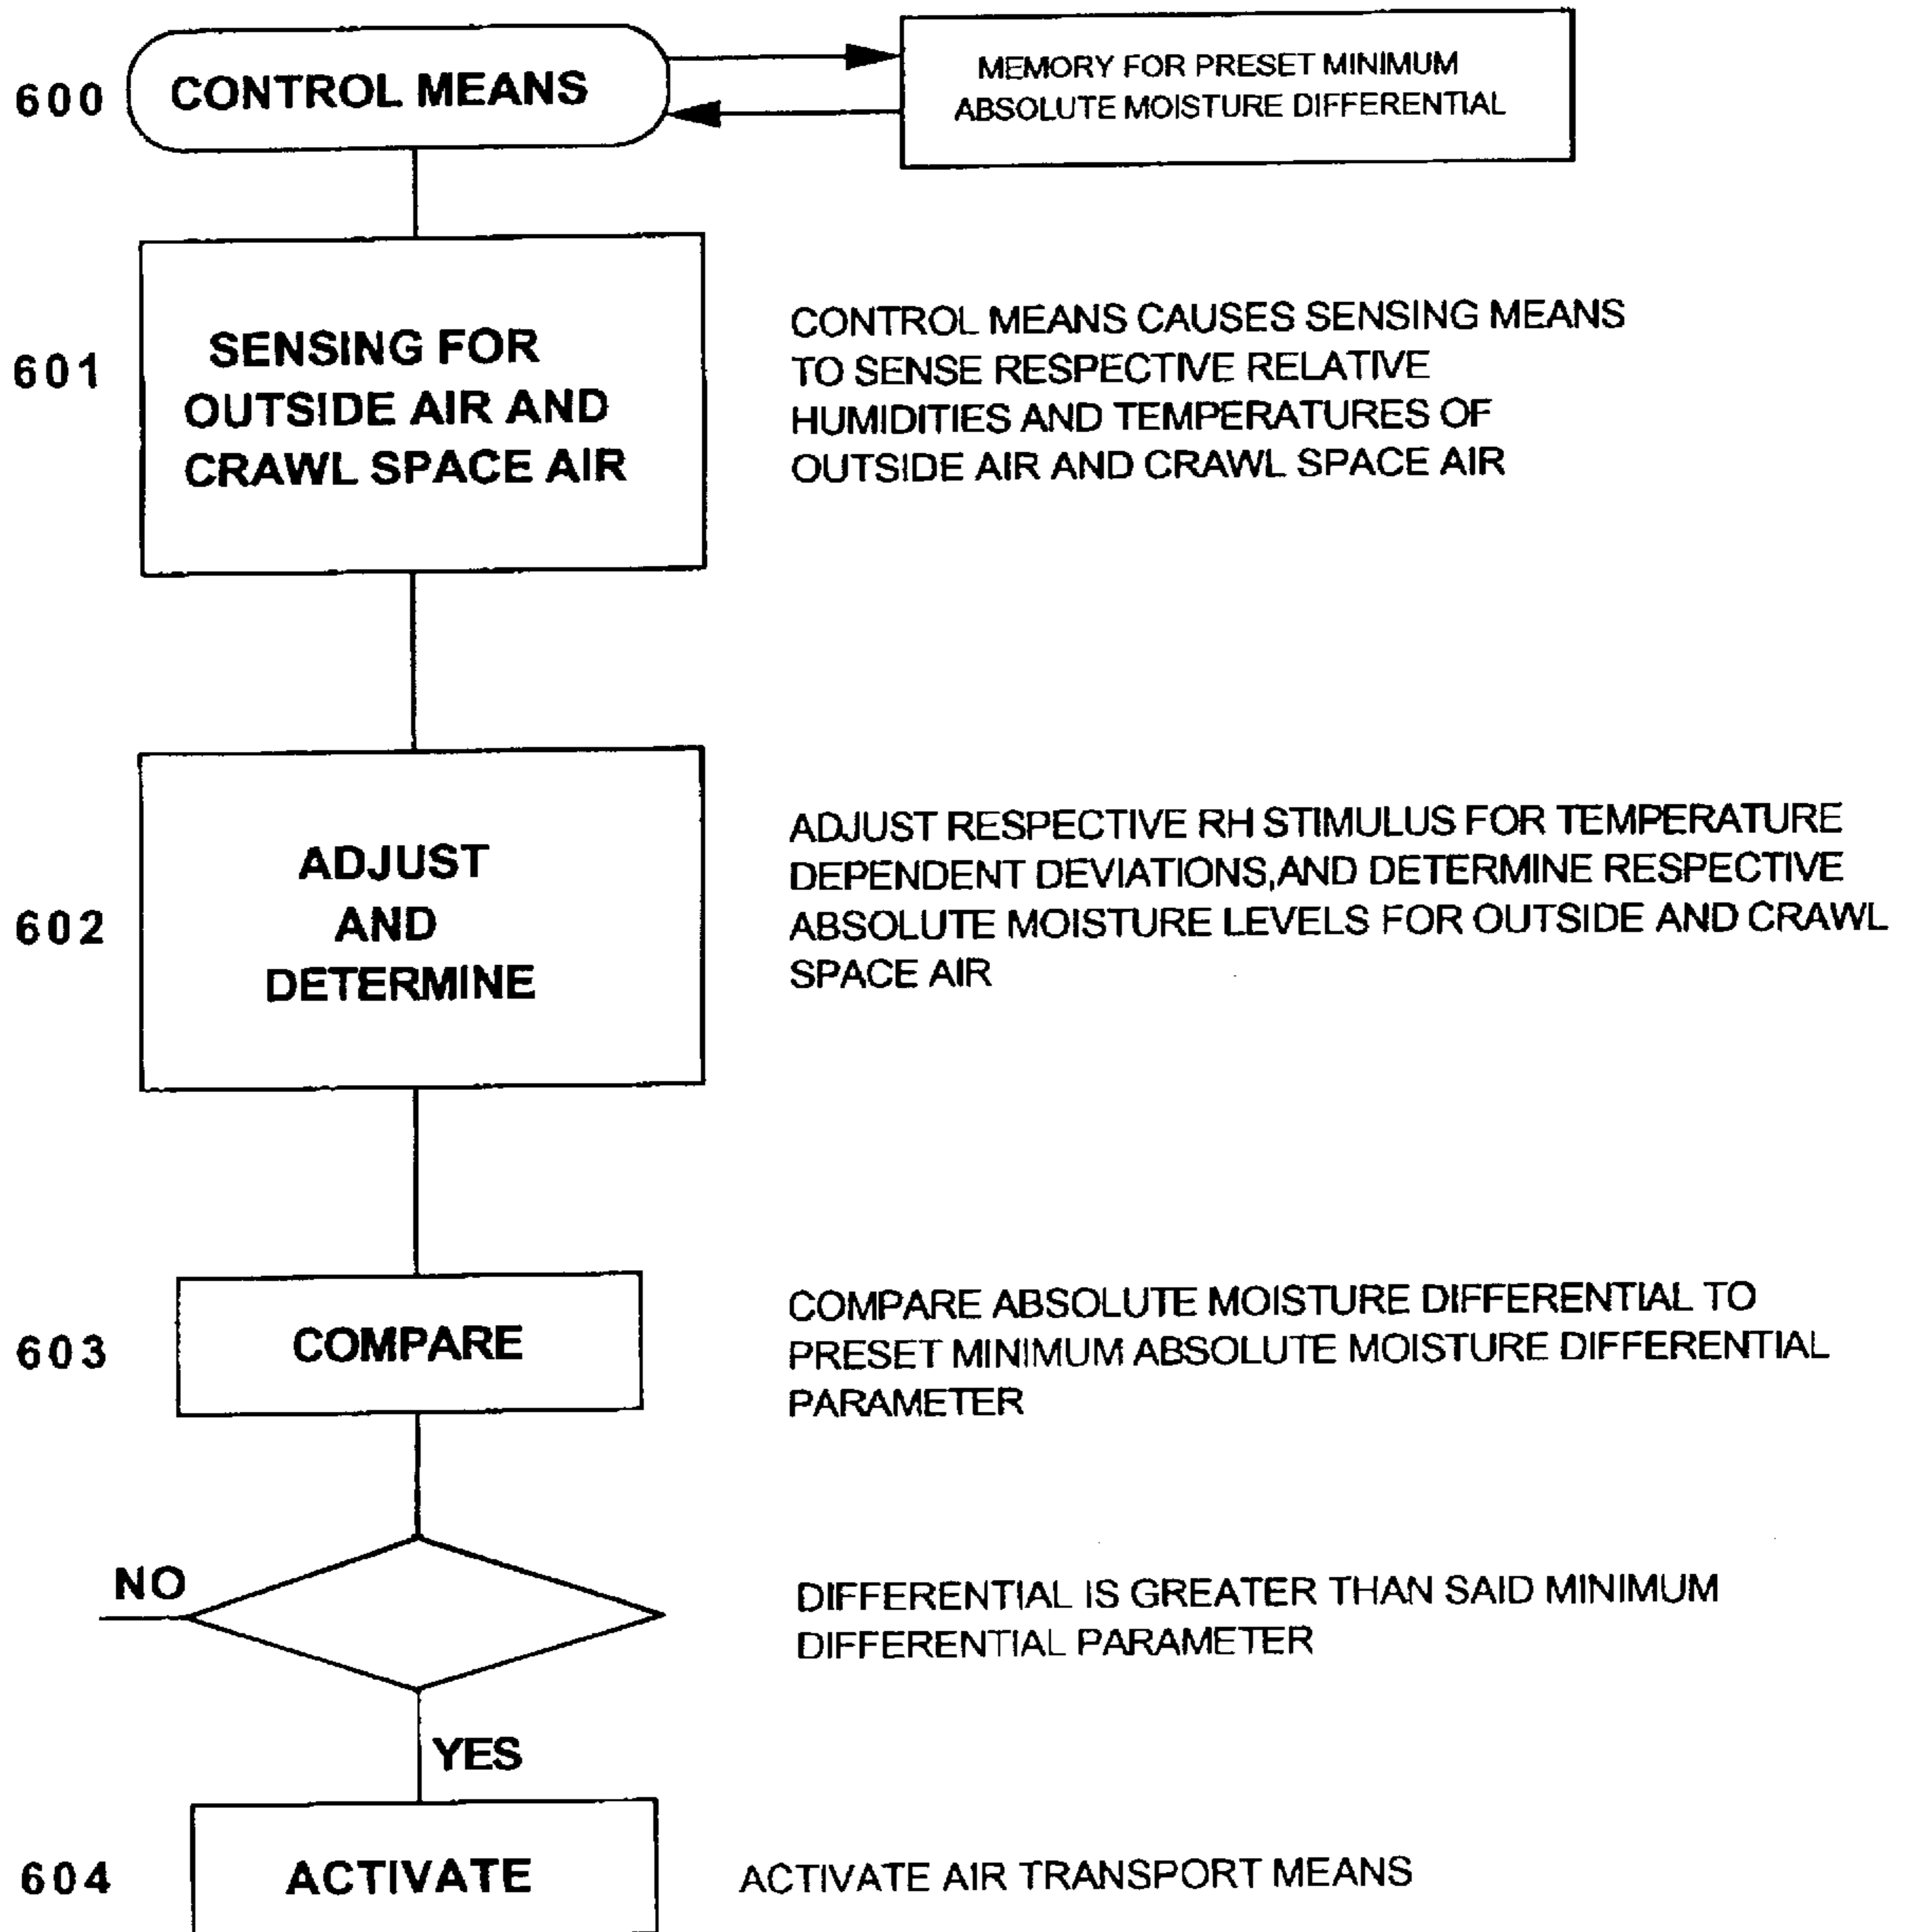 600
CONTROL MEANS
MEMORY FOR PRESET MINIMUM
ABSOLUTE MOISTURE DIFFERENTIAL
601
SENSING FOR
OUTSIDE AIR AND
CRAWL SPACE AIR
CONTROL MEANS CAUSES SENSING MEANS
TO SENSE RESPECTIVE RELATIVE
HUMIDITIES AND TEMPERATURES OF
OUTSIDE AIR AND CRAWL SPACE AIR
602
ADJUST
AND
DETERMINE
ADJUST RESPECTIVE RH STIMULUS FOR TEMPERATURE
DEPENDENT DEVIATIONS,AND DETERMINE RESPECTIVE
ABSOLUTE MOISTURE LEVELS FOR OUTSIDE AND CRAWL
SPACE AIR
603
COMPARE
COMPARE ABSOLUTE MOISTURE DIFFERENTIAL TO
PRESET MINIMUM ABSOLUTE MOISTURE DIFFERENTIAL
PARAMETER
NO
DIFFERENTIAL IS GREATER THAN SAID MINIMUM
DIFFERENTIAL PARAMETER
YES
604
ACTIVATE
ACTIVATE AIR TRANSPORT MEANS